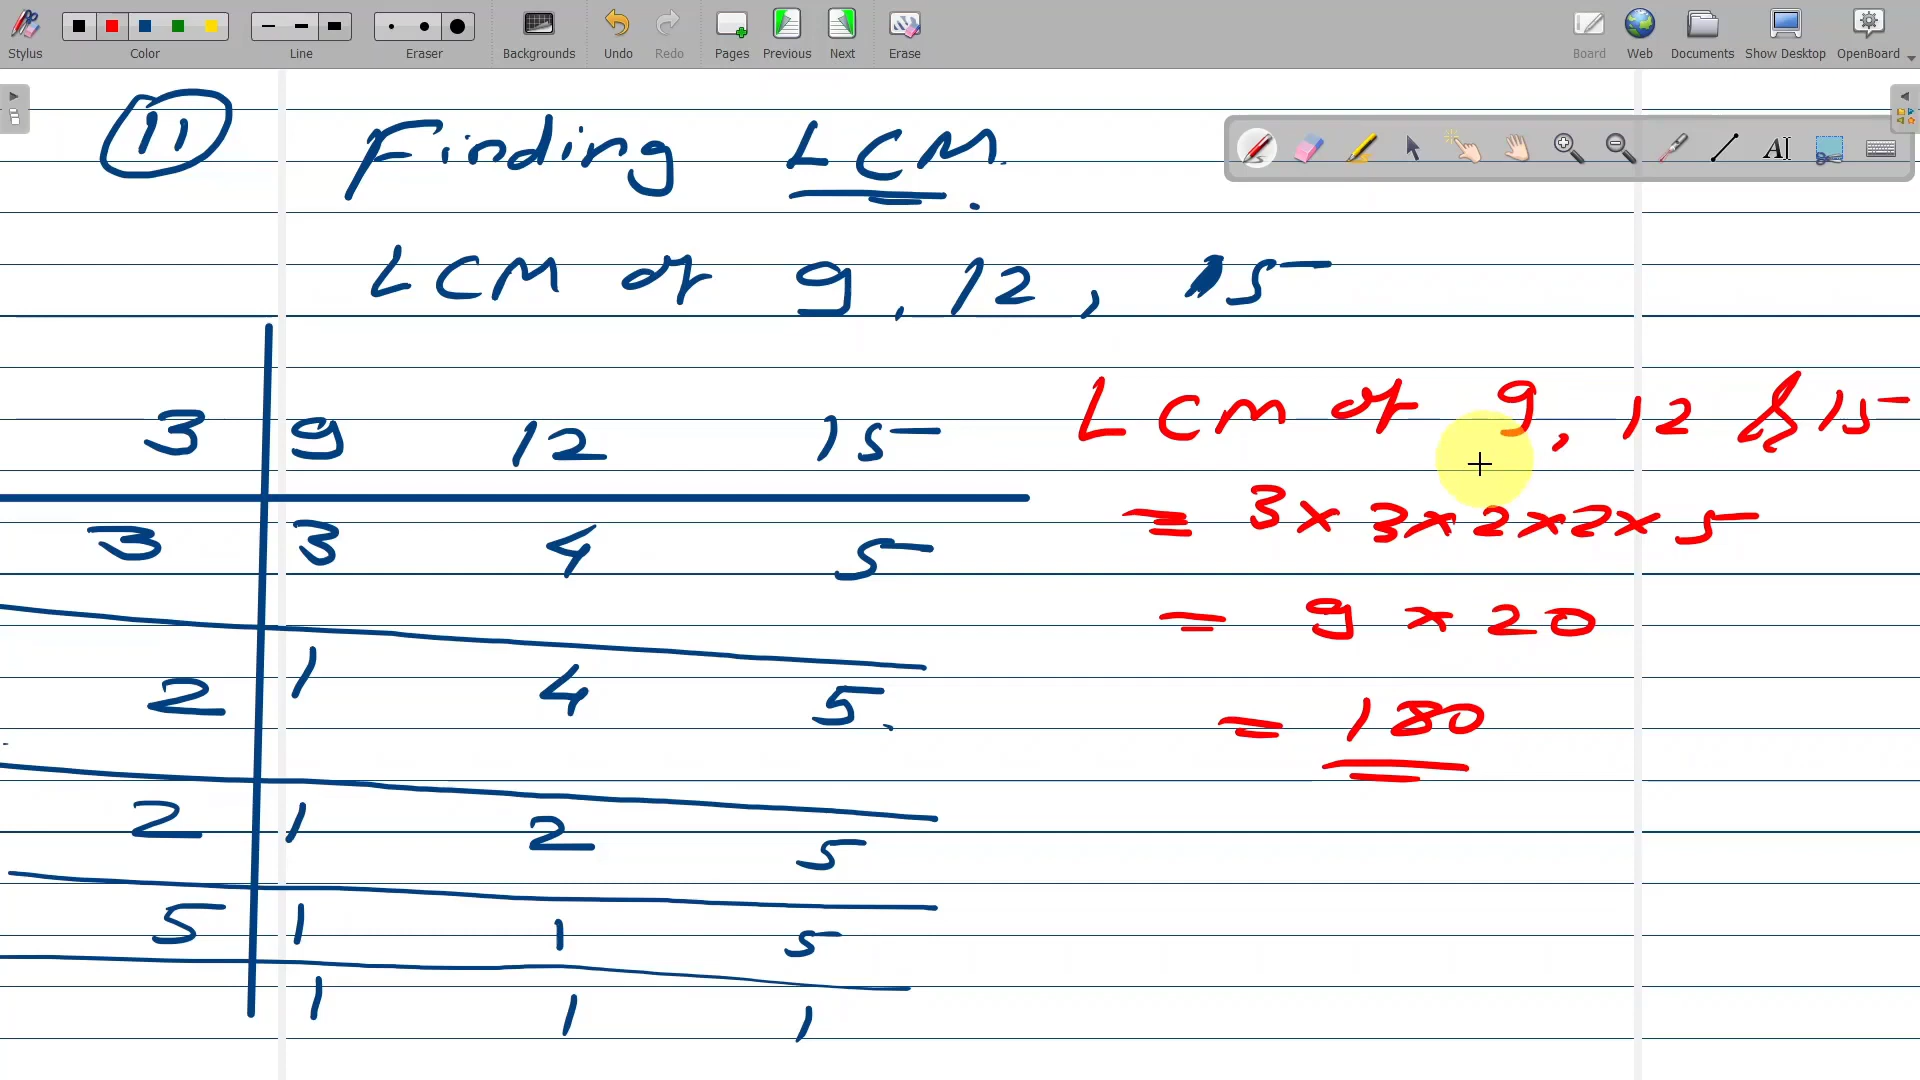 Stylus Color Line Eraser Backgrounds Undo Redo Pages Previous Next Erase Board Web Documents Show Desktop OpenBoard
11 Finding LCM.
LCM of 9, 12, 15
3 9 12 15
3 3 4 5
2 1 4 5.
2 1 2 5
5 1 1 5
1 1 1
LCM of 9, 12 & 15
= 3 × 3 × 2 × 2 × 5
= 9 × 20
= 180